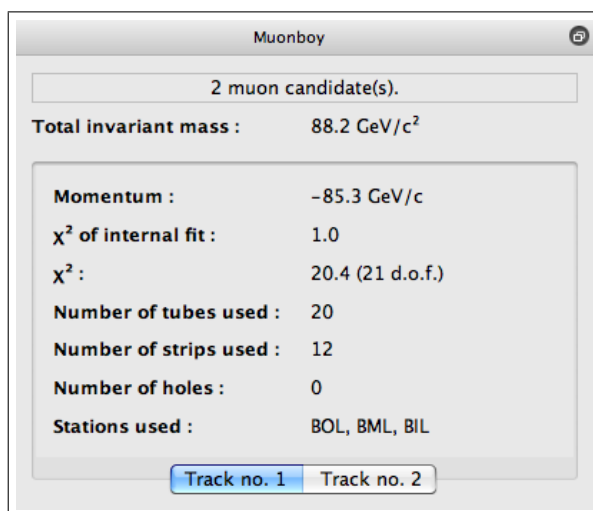 Muonboy
2 muon candidate(s).
Total invariant mass : 88.2 GeV/c²
Momentum : −85.3 GeV/c
χ² of internal fit : 1.0
χ² : 20.4 (21 d.o.f.)
Number of tubes used : 20
Number of strips used : 12
Number of holes : 0
Stations used : BOL, BML, BIL
Track no. 1 Track no. 2